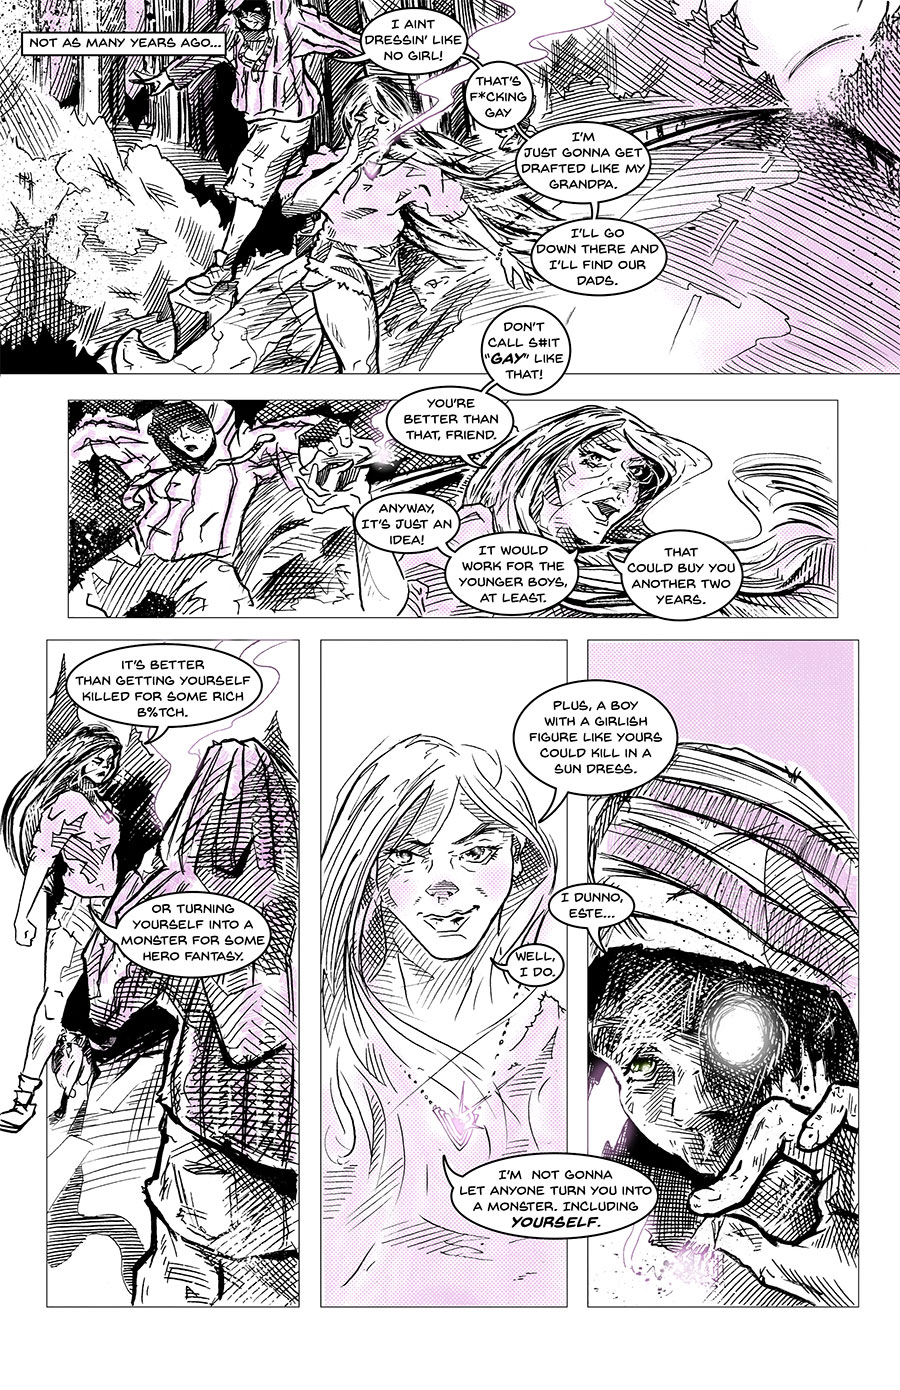 NOT AS MANY YEARS AGO...
I AINT
DRESSIN' LIKE
NO GIRL!
THAT'S
F*CKING
GAY
I'M
JUST GONNA GET
DRAFTED LIKE MY
GRANDPA.
I'LL GO
DOWN THERE AND
I'LL FIND OUR
DADS.
DON'T
CALL S#IT
"GAY" LIKE
THAT!
YOU'RE
BETTER THAN
THAT, FRIEND.
ANYWAY,
IT'S JUST AN
IDEA!
IT WOULD
WORK FOR THE
YOUNGER BOYS,
AT LEAST.
THAT
COULD BUY YOU
ANOTHER TWO
YEARS.
IT'S BETTER
THAN GETTING YOURSELF
KILLED FOR SOME RICH
B%TCH.
OR TURNING
YOURSELF INTO A
MONSTER FOR SOME
HERO FANTASY.
PLUS, A BOY
WITH A GIRLISH
FIGURE LIKE YOURS
COULD KILL IN A
SUN DRESS.
I DUNNO,
ESTE...
WELL,
I DO.
I'M NOT GONNA
LET ANYONE TURN YOU INTO
A MONSTER. INCLUDING
YOURSELF.